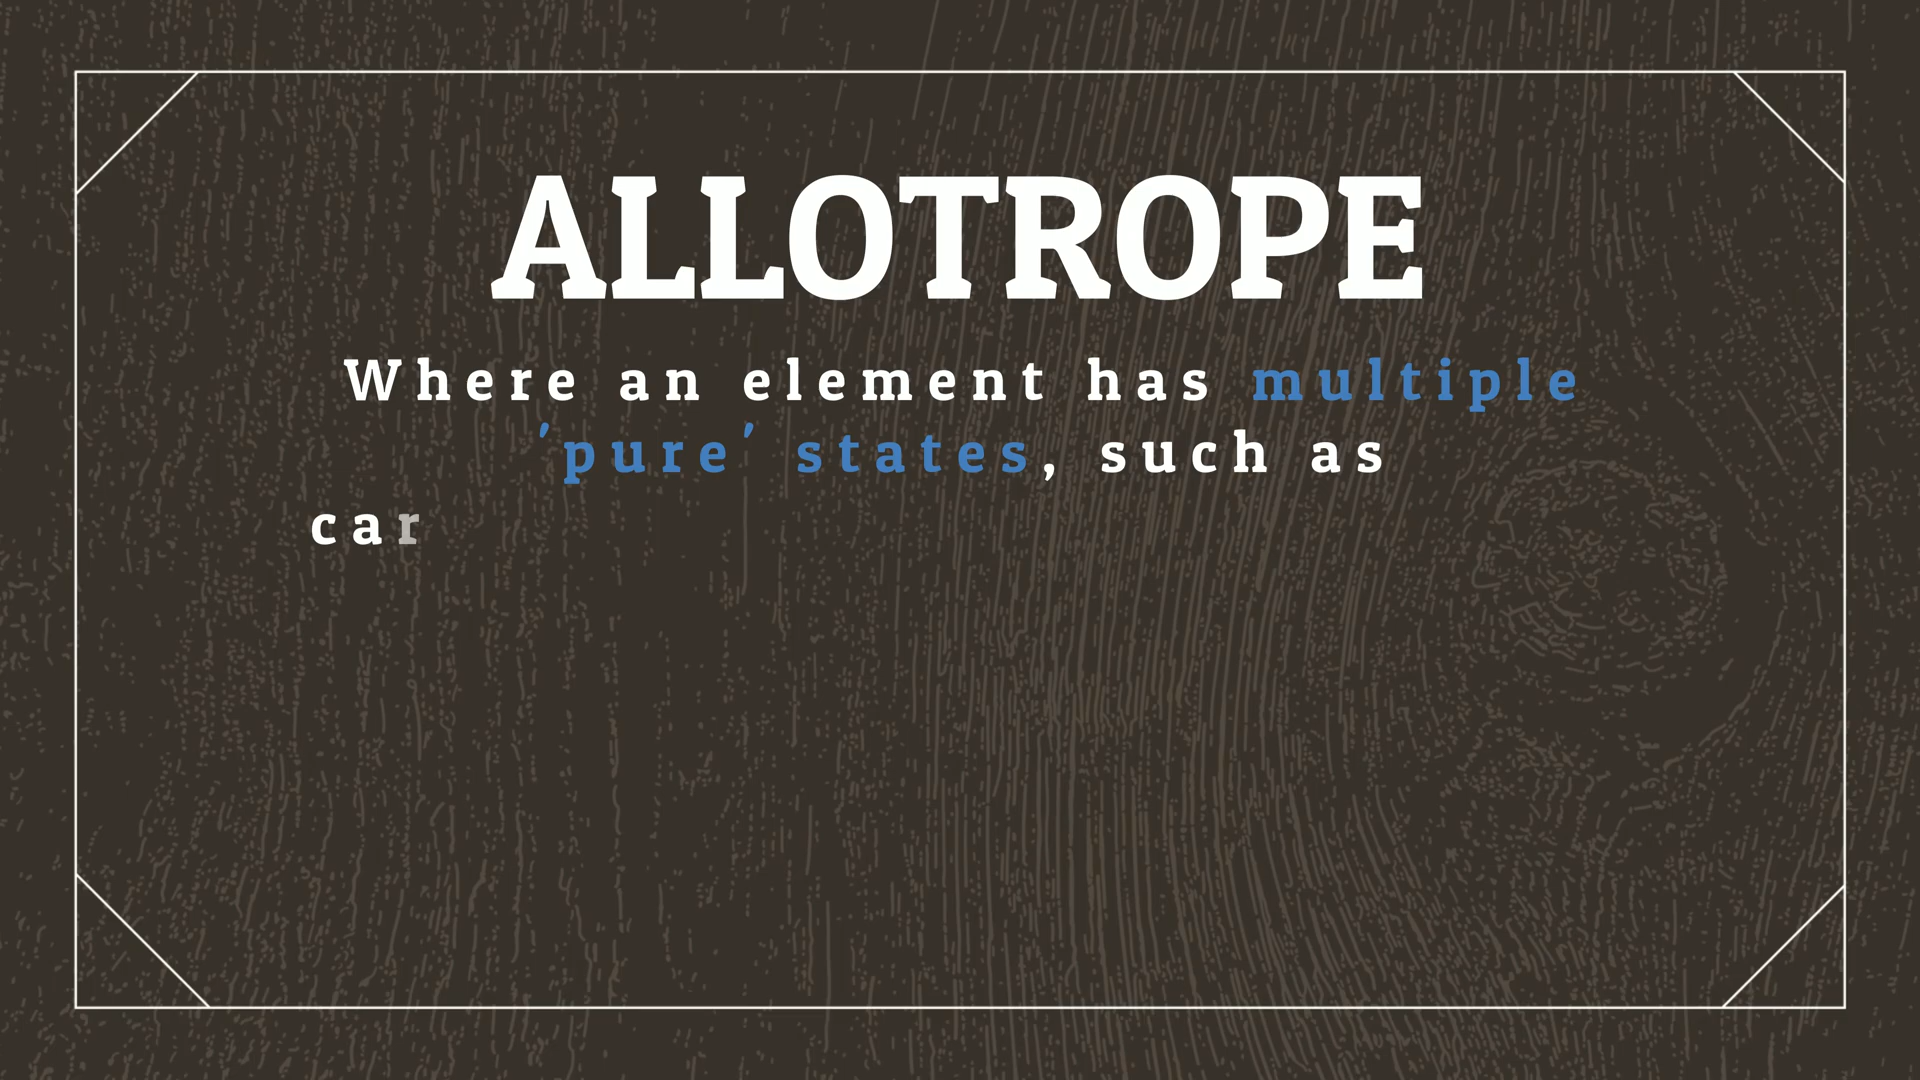 ALLOTROPE
Where an element has multiple
'pure' states, such as
car